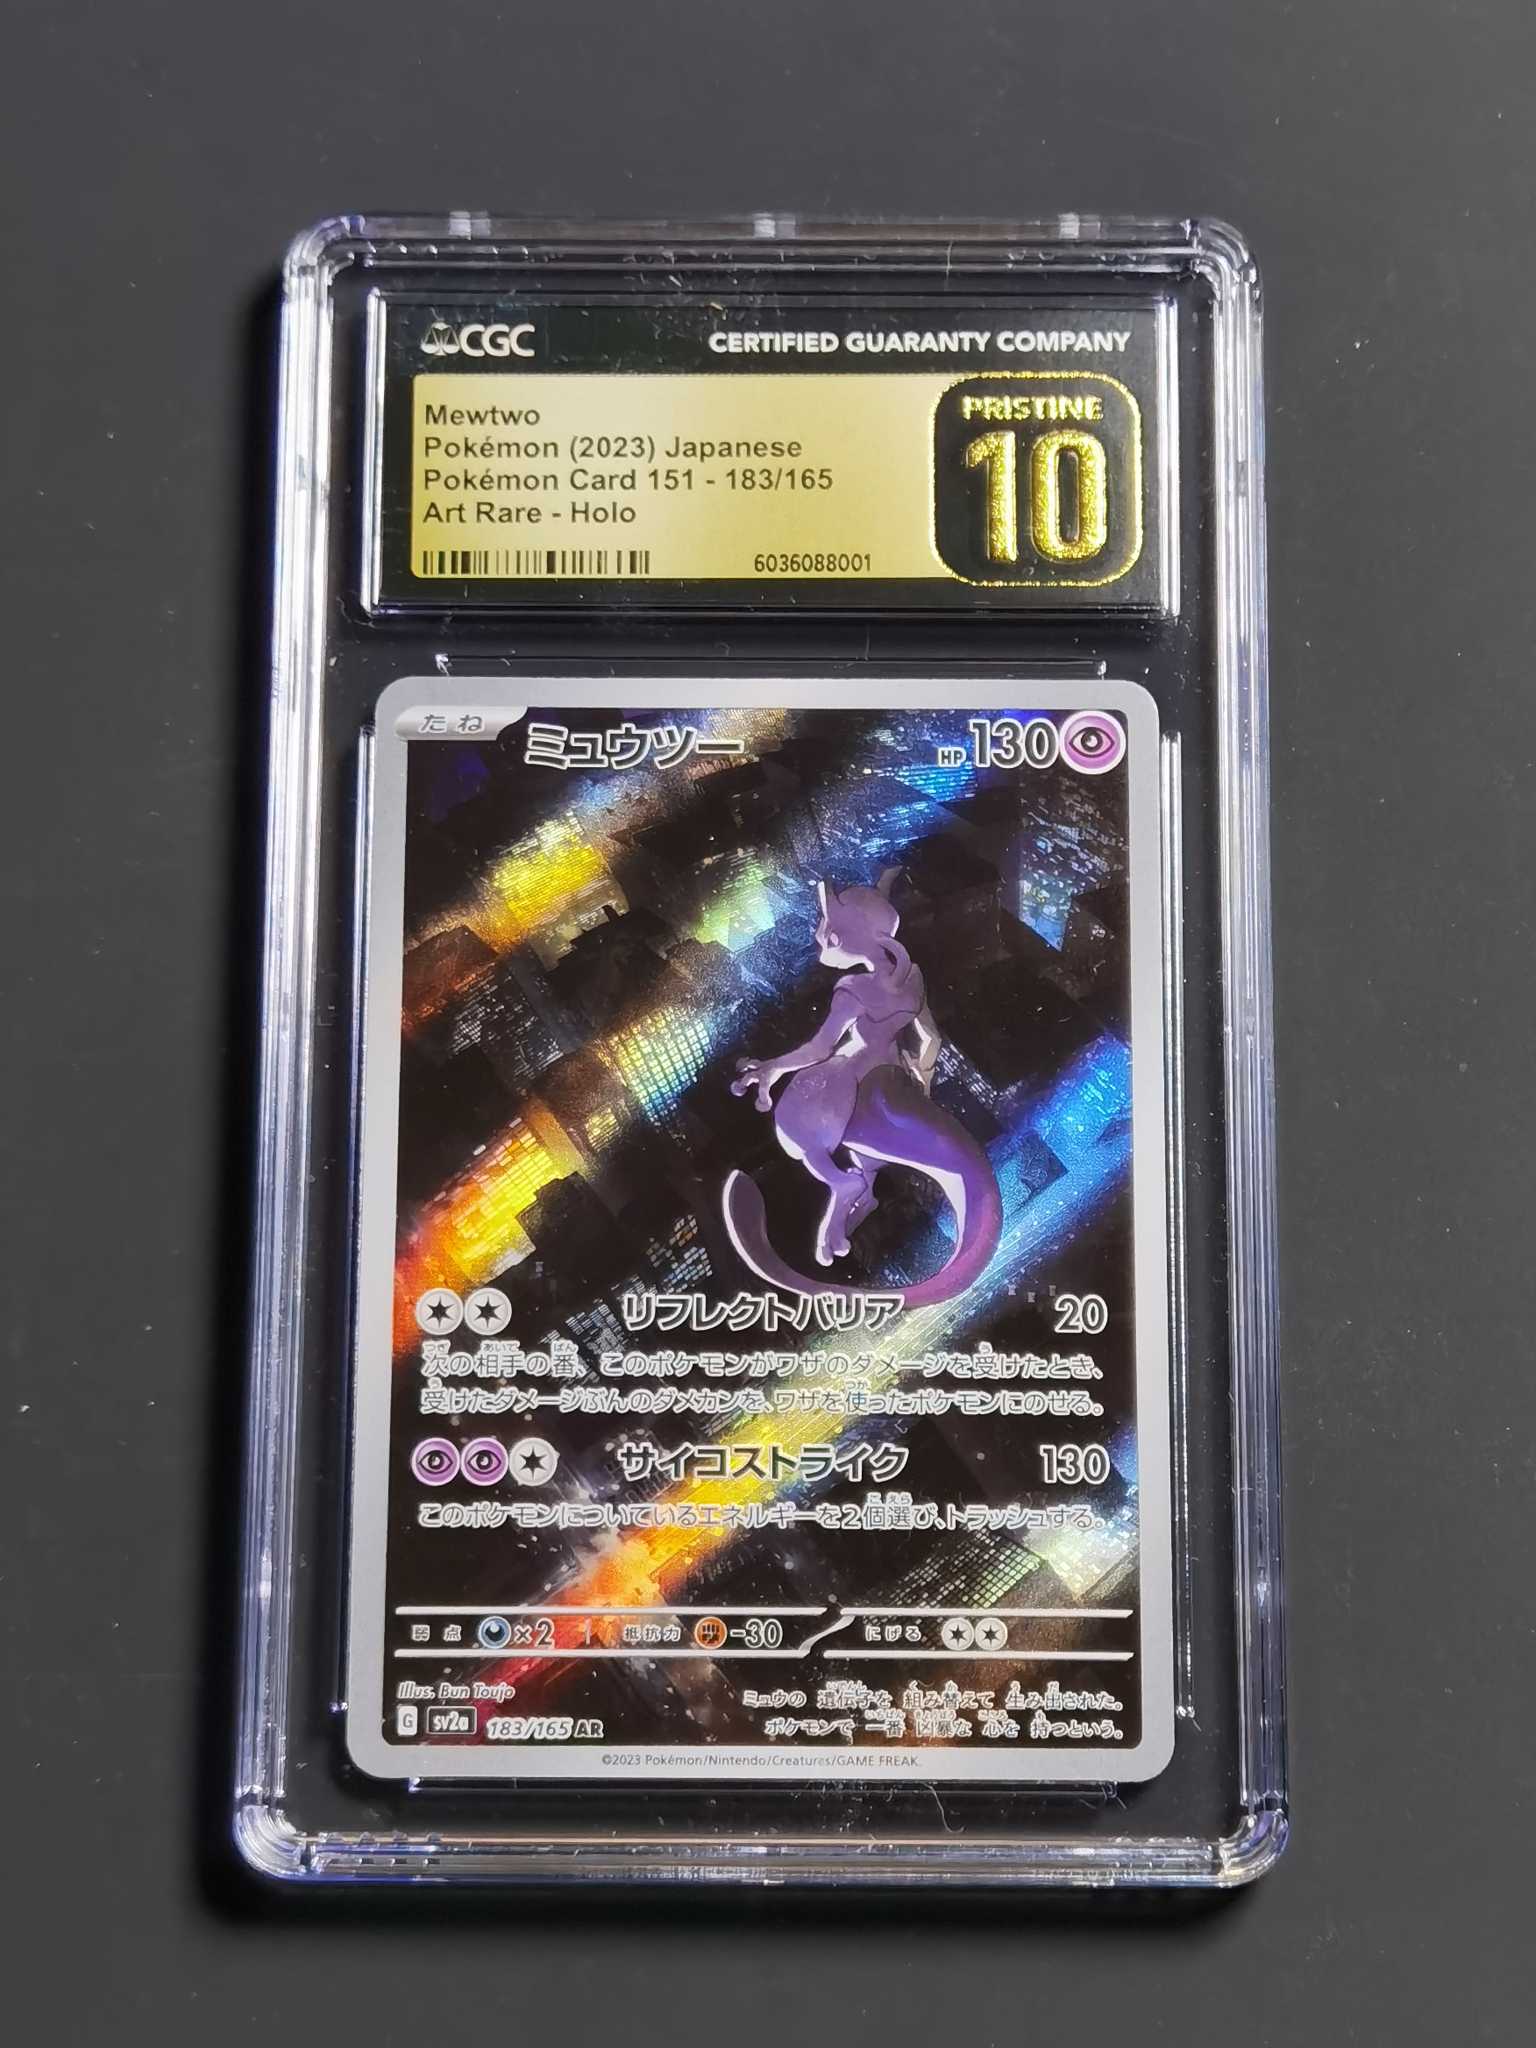 CGC
CERTIFIED GUARANTY COMPANY
Mewtwo
Pokémon (2023) Japanese
Pokémon Card 151 - 183/165
Art Rare - Holo
6036088001
PRISTINE
10
たね ミュウツー HP 130
リフレクトバリア 20
次の相手の番、このポケモンがワザのダメージを受けたとき、
受けたダメージぶんのダメカンを、ワザを使ったポケモンにのせる。
サイコストライク 130
このポケモンについているエネルギーを2個選び、トラッシュする。
弱点 ×2 抵抗力 -30 にげる
Illus. Bun Toujo
G sv2a 183/165 AR
ミュウの 遺伝子を 組み替えて 生み出された。
ポケモンで 一番 凶暴な 心を 持つという。
©2023 Pokémon/Nintendo/Creatures/GAME FREAK.